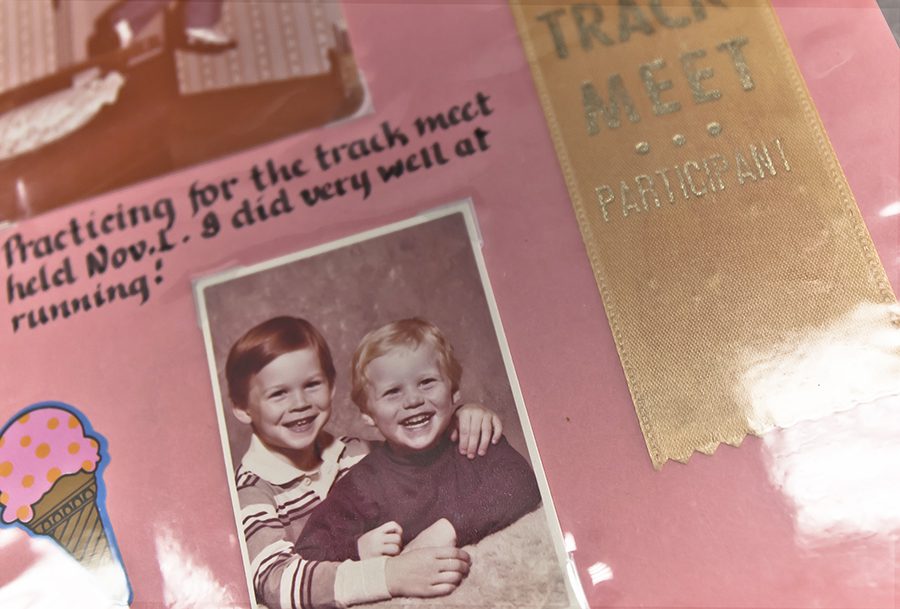 Practicing for the track meet
held Nov.1. I did very well at
running!
TRACK
MEET
PARTICIPANT